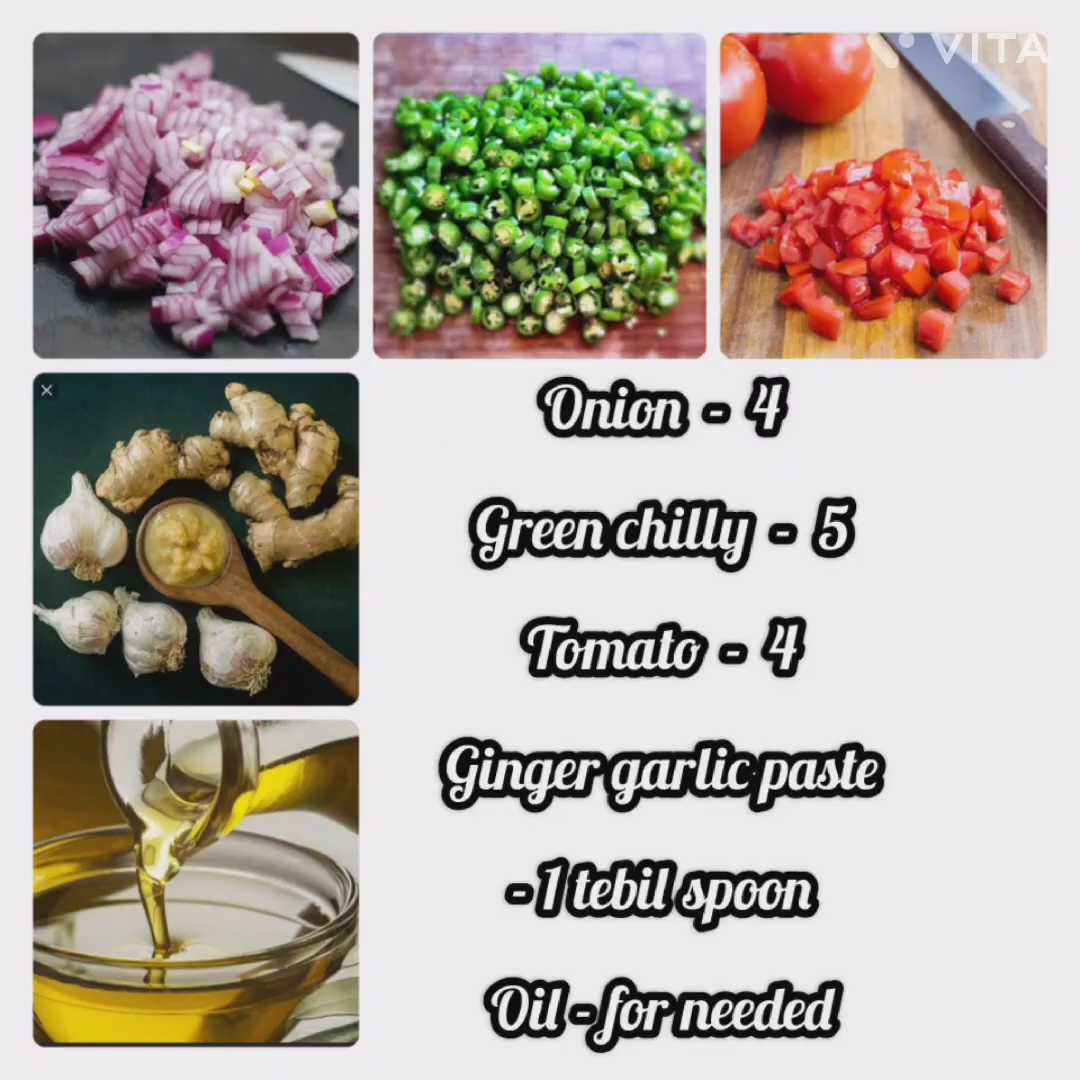 VITA
Onion - 4
Green chilly - 5
Tomato - 4
Ginger garlic paste
- 1 tebil spoon
Oil - for needed